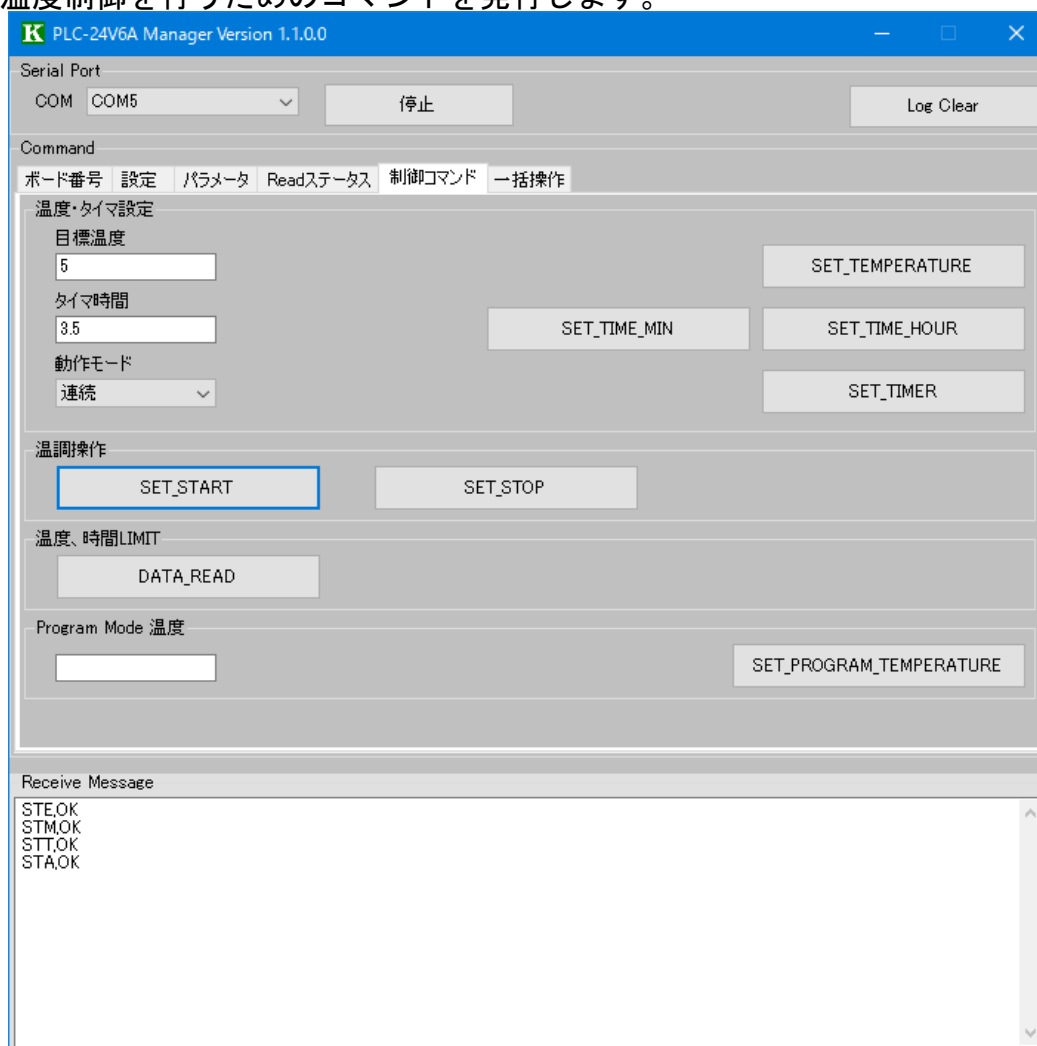 温度制御を行うためのコマンドを発行します。
K PLC-24V6A Manager Version 1.1.0.0
Serial Port
COM COM5 停止 Log Clear
Command
ボード番号 設定 パラメータ Readステータス 制御コマンド 一括操作
温度・タイマ設定
目標温度
5 SET_TEMPERATURE
タイマ時間
3.5 SET_TIME_MIN SET_TIME_HOUR
動作モード
連続 SET_TIMER
温調操作
SET_START SET_STOP
温度、時間LIMIT
DATA_READ
Program Mode 温度
SET_PROGRAM_TEMPERATURE
Receive Message
STE,OK
STM,OK
STT,OK
STA,OK